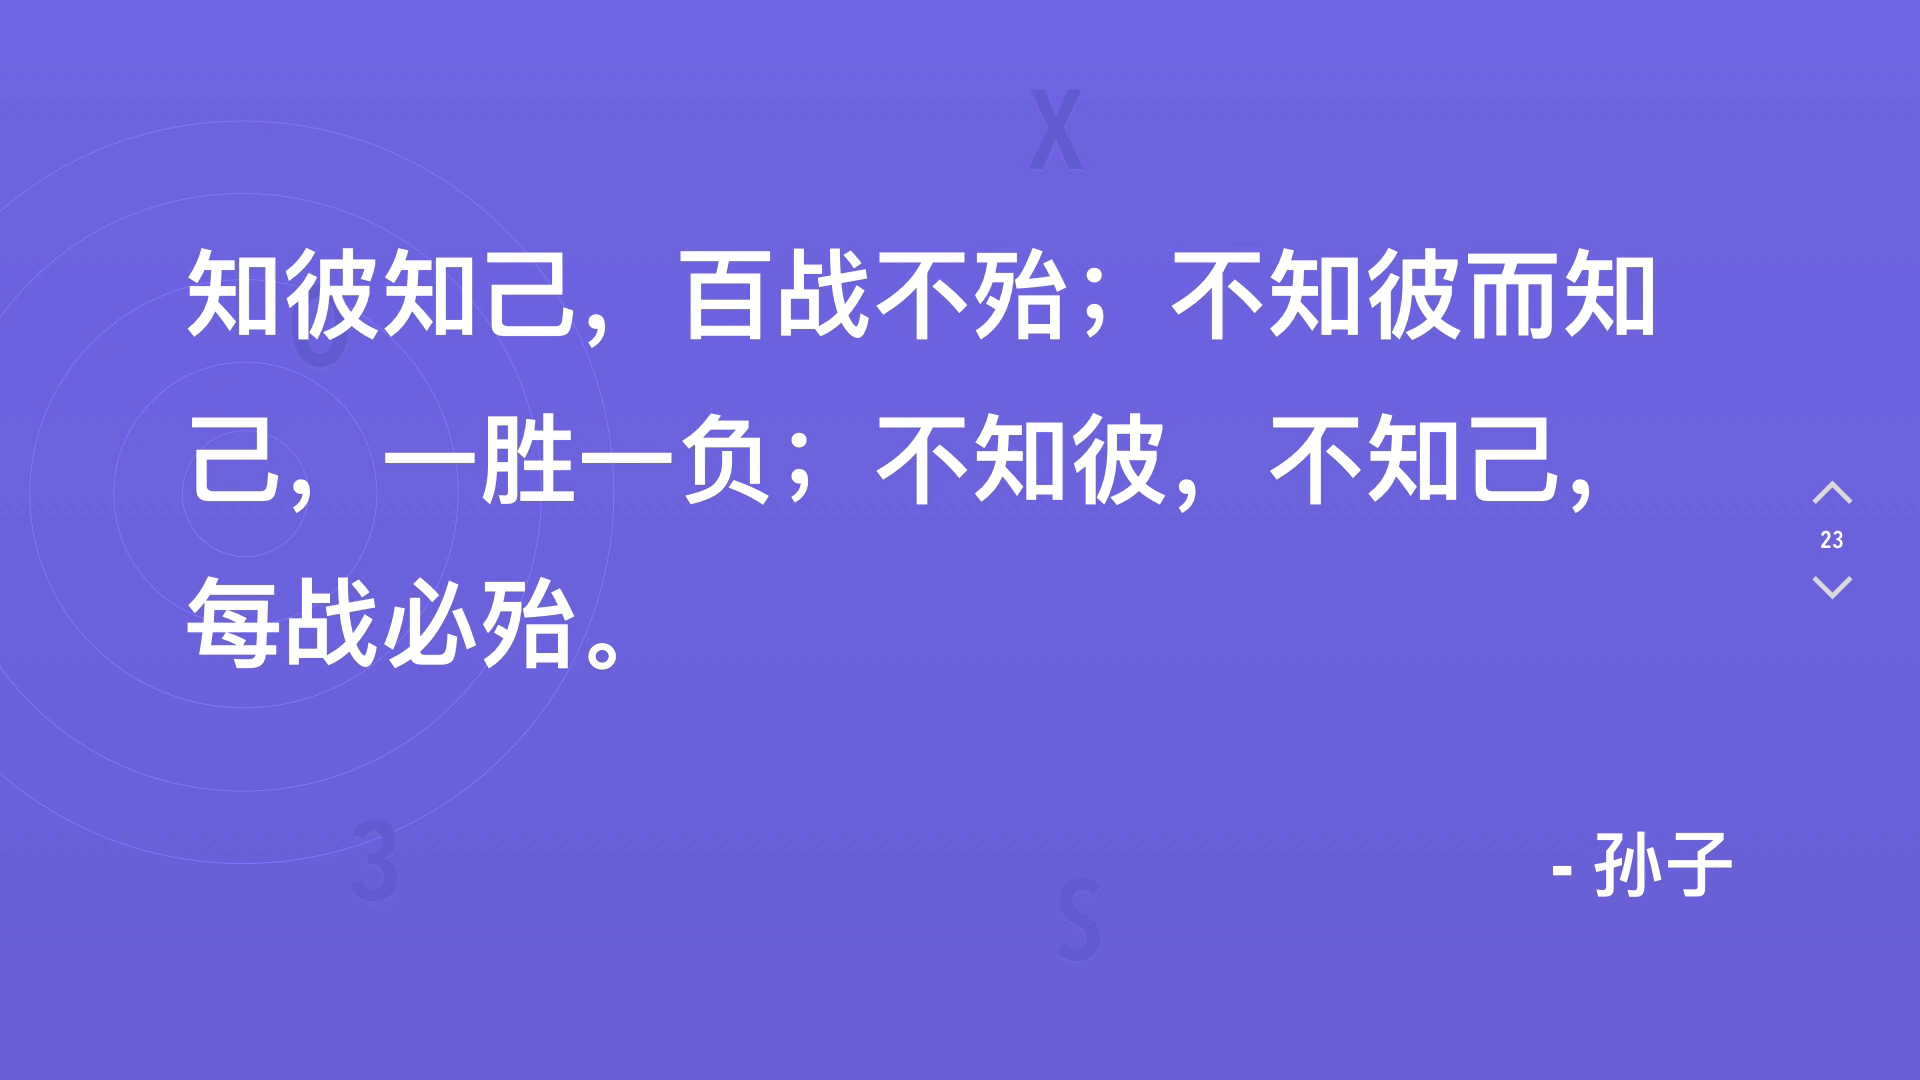 X
知彼知己，百战不殆；不知彼而知
己，一胜一负；不知彼，不知己，
每战必殆。
23
3
S
- 孙子